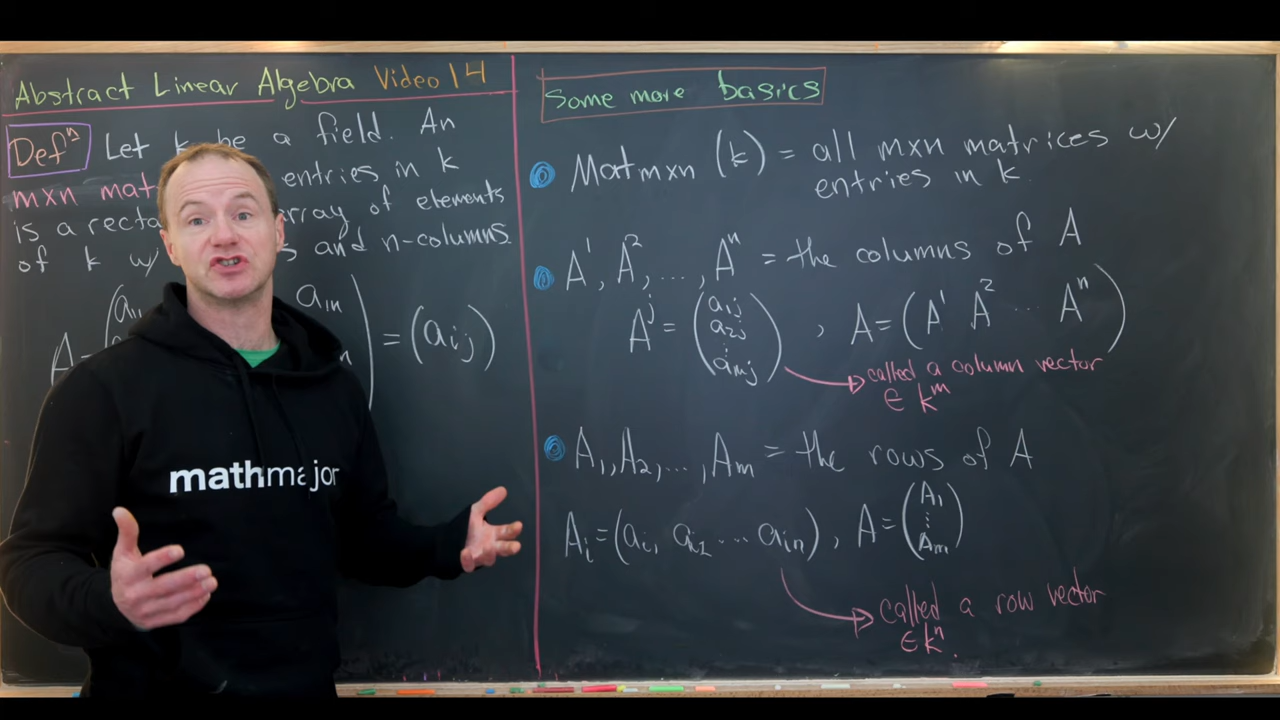 Abstract Linear Algebra Video 14
Defⁿ Let k be a field. An
mxn entries in k
is a array of elements
of k w/ and n-columns.
a₁ₙ
A = = (aᵢⱼ)
mathmajor
Some more basics
Matmxn (k) = all mxn matrices w/
entries in k.
A¹, A², ..., Aⁿ = the columns of A
Aʲ = (a₁ⱼ a₂ⱼ ⋮ aₘⱼ) , A = (A¹ A² ... Aⁿ)
called a column vector
∈ kᵐ
A₁, A₂, ..., Aₘ = the rows of A
Aᵢ = (aᵢ₁ aᵢ₂ ... aᵢₙ) , A = (A₁ ⋮ Aₘ)
called a row vector
∈ kⁿ.